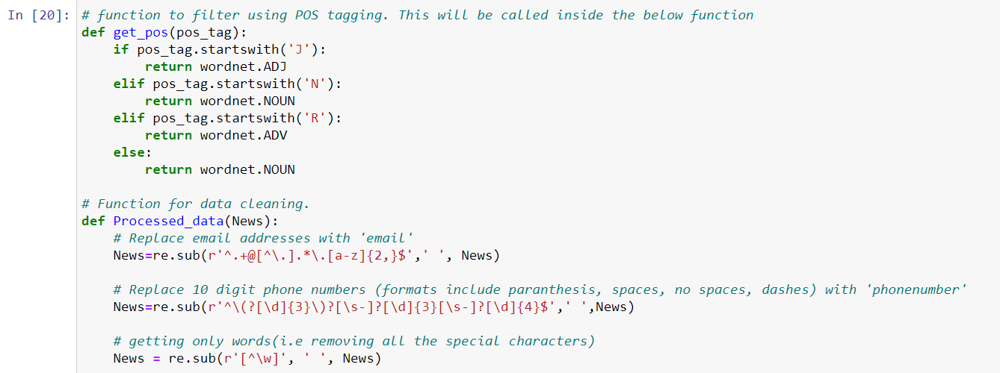 In [20]: # function to filter using POS tagging. This will be called inside the below function
def get_pos(pos_tag):
    if pos_tag.startswith('J'):
        return wordnet.ADJ
    elif pos_tag.startswith('N'):
        return wordnet.NOUN
    elif pos_tag.startswith('R'):
        return wordnet.ADV
    else:
        return wordnet.NOUN

# Function for data cleaning.
def Processed_data(News):
    # Replace email addresses with 'email'
    News=re.sub(r'^.+@[^\.].*\.[a-z]{2,}$',' ', News)

    # Replace 10 digit phone numbers (formats include paranthesis, spaces, no spaces, dashes) with 'phonenumber'
    News=re.sub(r'^\(?[\d]{3}\)?[\s-]?[\d]{3}[\s-]?[\d]{4}$',' ',News)

    # getting only words(i.e removing all the special characters)
    News = re.sub(r'[^\w]', ' ', News)